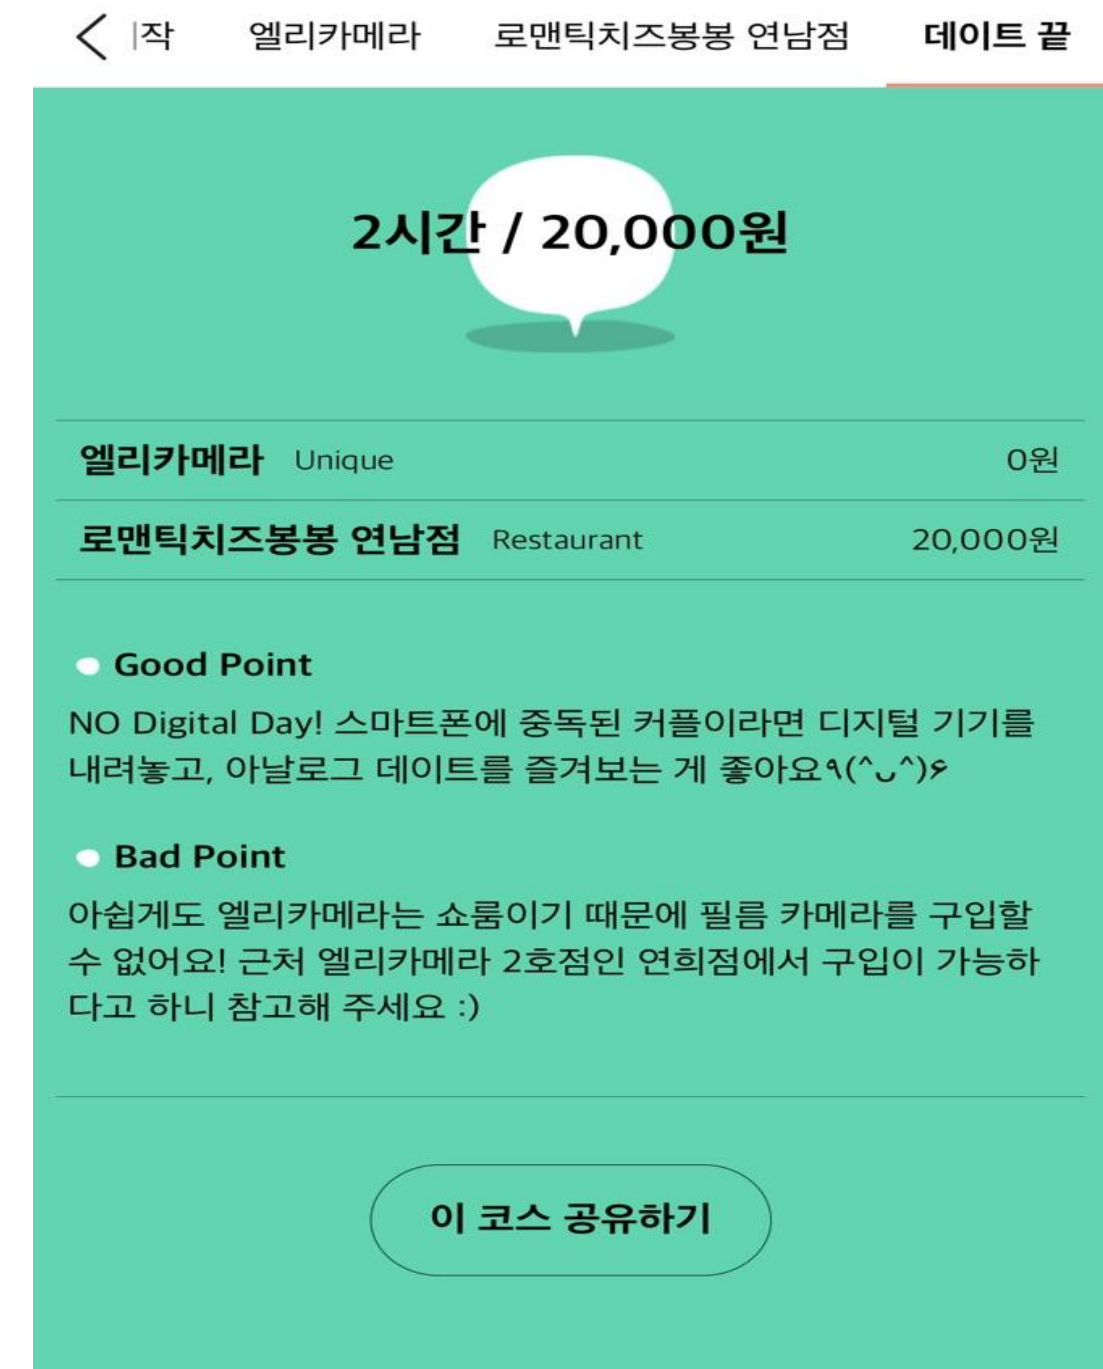 작 엘리카메라 로맨틱치즈봉봉 연남점 데이트 끝
2시간 / 20,000원
엘리카메라 Unique 0원
로맨틱치즈봉봉 연남점 Restaurant 20,000원
Good Point
NO Digital Day! 스마트폰에 중독된 커플이라면 디지털 기기를
내려놓고, 아날로그 데이트를 즐겨보는 게 좋아요٩(^ᴗ^)۶
Bad Point
아쉽게도 엘리카메라는 쇼룸이기 때문에 필름 카메라를 구입할
수 없어요! 근처 엘리카메라 2호점인 연희점에서 구입이 가능하
다고 하니 참고해 주세요 :)
이 코스 공유하기